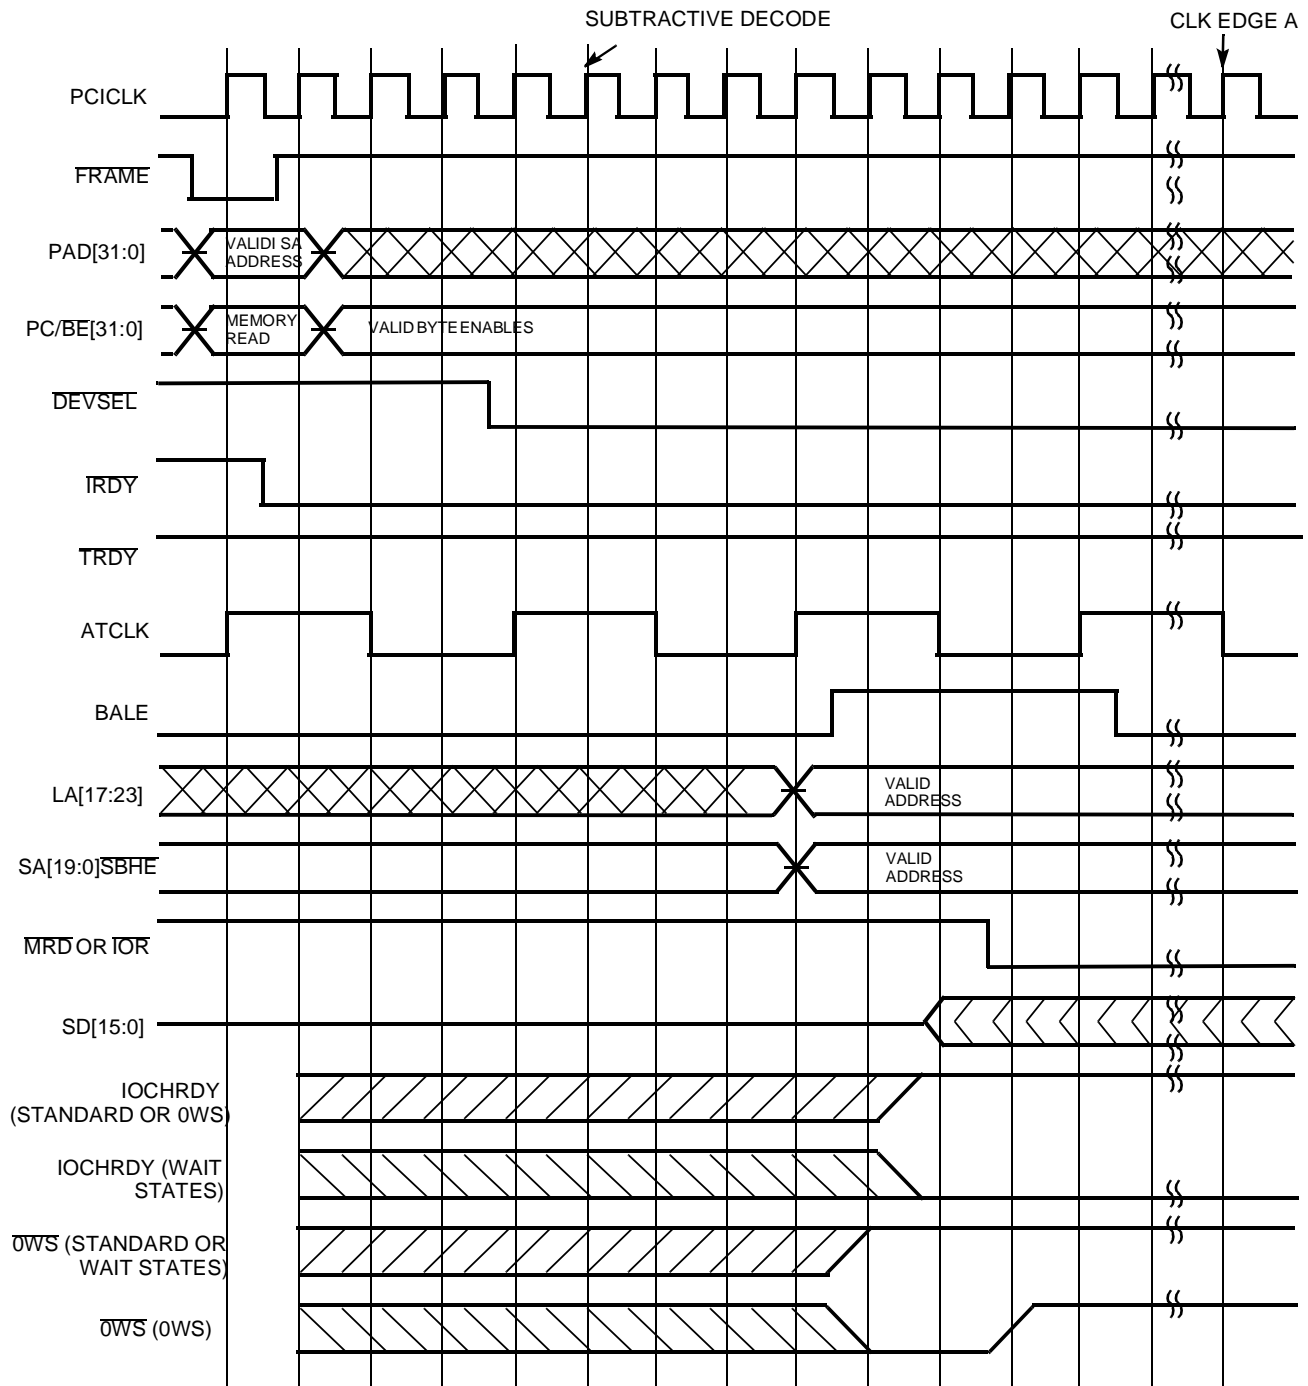 SUBTRACTIVE DECODE
CLK EDGE A
PCICLK
FRAME
PAD[31:0]
VALIDI SA
ADDRESS
PC/BE[31:0]
MEMORY
READ
VALID BYTE ENABLES
DEVSEL
IRDY
TRDY
ATCLK
BALE
LA[17:23]
VALID
ADDRESS
SA[19:0]SBHE
VALID
ADDRESS
MRD OR IOR
SD[15:0]
IOCHRDY
(STANDARD OR 0WS)
IOCHRDY (WAIT
STATES)
0WS (STANDARD OR
WAIT STATES)
0WS (0WS)